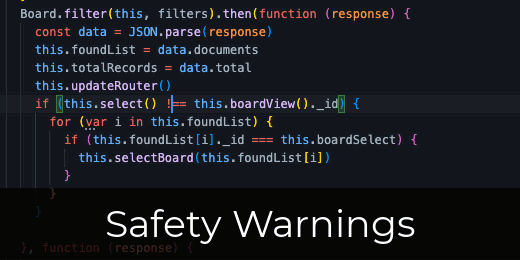 Board.filter(this, filters).then(function (response) {
const data = JSON.parse(response)
this.foundList = data.documents
this.totalRecords = data.total
this.updateRouter()
if (this.select() !== this.boardView()._id) {
for (var i in this.foundList) {
if (this.foundList[i]._id === this.boardSelect) {
this.selectBoard(this.foundList[i])
}
}
}
Safety Warnings
}, function (response) {